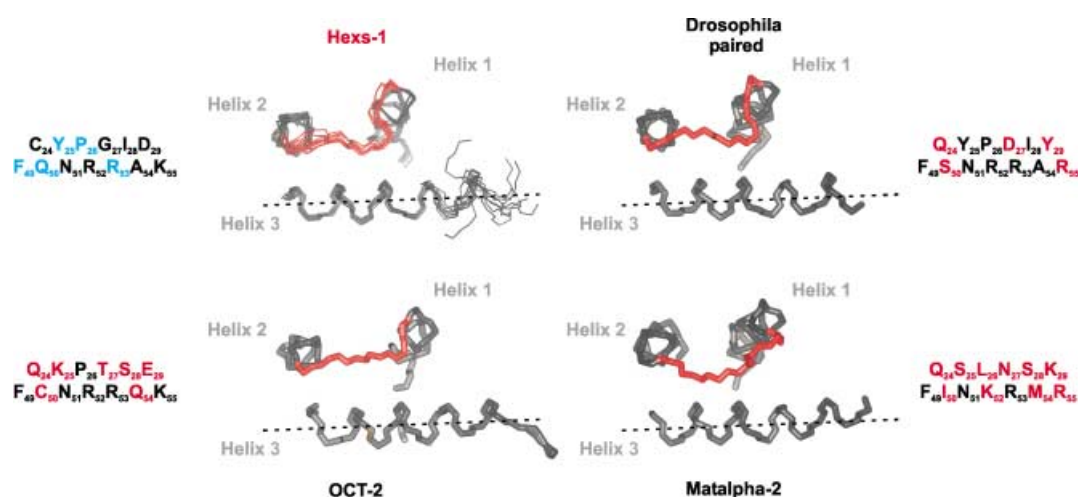 Hexs-1
Drosophila
paired
Helix 1
Helix 1
Helix 2
Helix 2
C24Y25P26G27I28D29
F49Q50N51R52R53A54K55
Q24Y25P26D27I28Y29
F49S50N51R52R53A54R55
Helix 3
Helix 3
Helix 1
Helix 1
Helix 2
Helix 2
Q24K25P26T27S28E29
F49C50N51R52R53Q54K55
Q24S25L26N27S28K29
F49I50N51K52R53M54R55
Helix 3
Helix 3
OCT-2
Matalpha-2